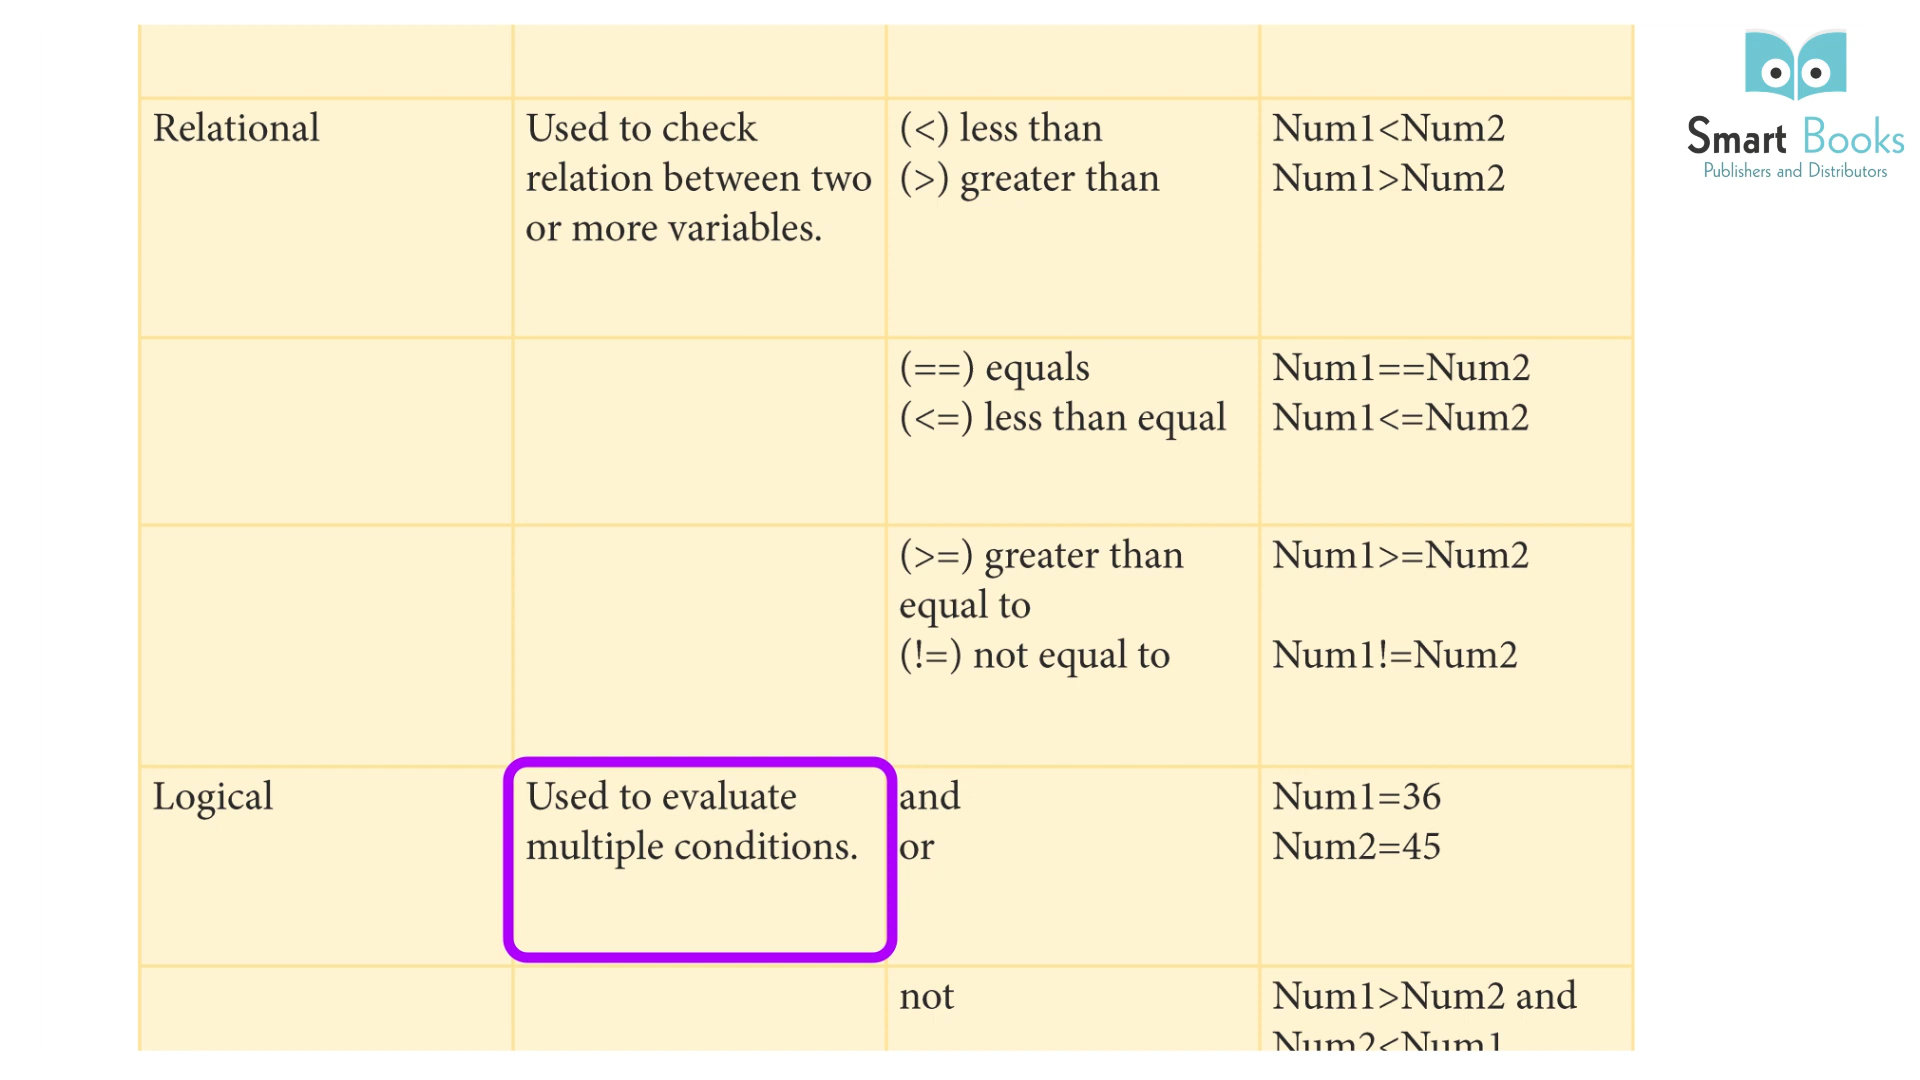 Relational
Used to check
relation between two
or more variables.
(<) less than
(>) greater than
Num1<Num2
Num1>Num2
(==) equals
(<=) less than equal
Num1==Num2
Num1<=Num2
(>=) greater than
equal to
(!=) not equal to
Num1>=Num2
Num1!=Num2
Logical
Used to evaluate
multiple conditions.
and
or
Num1=36
Num2=45
not
Num1>Num2 and
Num2<Num1
Smart Books
Publishers and Distributors